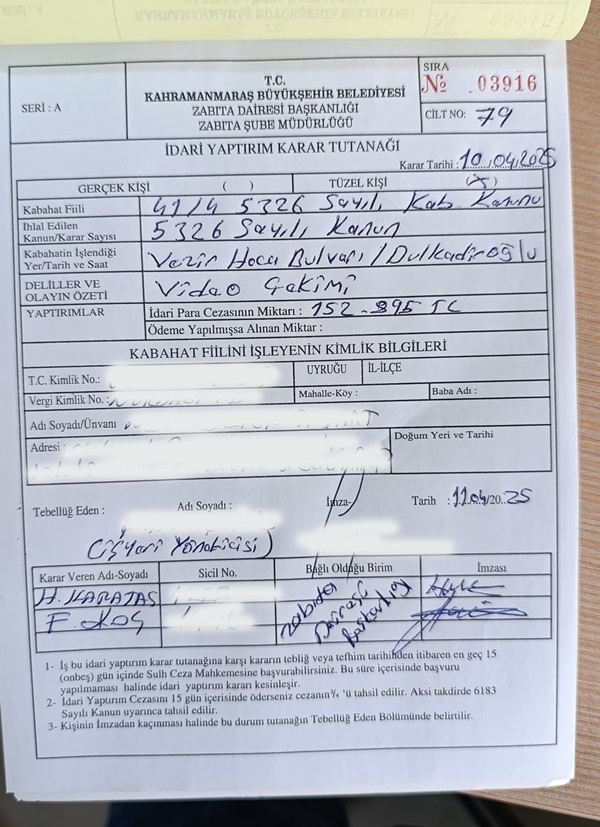 SERİ : A
T.C.
KAHRAMANMARAŞ BÜYÜKŞEHİR BELEDİYESİ
ZABITA DAİRESİ BAŞKANLIĞI
ZABITA ŞUBE MÜDÜRLÜĞÜ
SIRA
№ 03916
CİLT NO: 79
İDARİ YAPTIRIM KARAR TUTANAĞI
Karar Tarihi : 10.04.2025
GERÇEK KİŞİ ( ) TÜZEL KİŞİ (X)
Kabahat Fiili 41/4 5326 Sayılı Kab. Kanunu
İhlal Edilen Kanun/Karar Sayısı 5326 Sayılı Kanun
Kabahatin İşlendiği Yer/Tarih ve Saat Vezir Hoca Bulvarı / Dulkadiroğlu
DELİLLER VE OLAYIN ÖZETİ Video Çekimi
YAPTIRIMLAR İdari Para Cezasının Miktarı : 152.895 TL
Ödeme Yapılmışsa Alınan Miktar :
KABAHAT FİİLİNİ İŞLEYENİN KİMLİK BİLGİLERİ
T.C. Kimlik No.: UYRUĞU İL-İLÇE
Vergi Kimlik No. : Mahalle-Köy : Baba Adı :
Adı Soyadı/Ünvanı
Adresi : Doğum Yeri ve Tarihi
Tebellüğ Eden : Adı Soyadı : İmza- Tarih : 11.04/20..25
(İşyeri Yöneticisi)
Karar Veren Adı-Soyadı Sicil No. Bağlı Olduğu Birim İmzası
H. KARATAŞ
F. KOÇ
Zabıta Dairesi Başkanlığı
1- İş bu idari yaptırım karar tutanağına karşı kararın tebliğ veya tefhim tarihinden itibaren en geç 15
(onbeş) gün içinde Sulh Ceza Mahkemesine başvurabilirsiniz. Bu süre içerisinde başvuru
yapılmaması halinde idari yaptırım kararı kesinleşir.
2- İdari Yaptırım Cezasını 15 gün içerisinde öderseniz cezanın ¾ 'ü tahsil edilir. Aksi takdirde 6183
Sayılı Kanun uyarınca tahsil edilir.
3- Kişinin İmzadan kaçınması halinde bu durum tutanağın Tebellüğ Eden Bölümünde belirtilir.